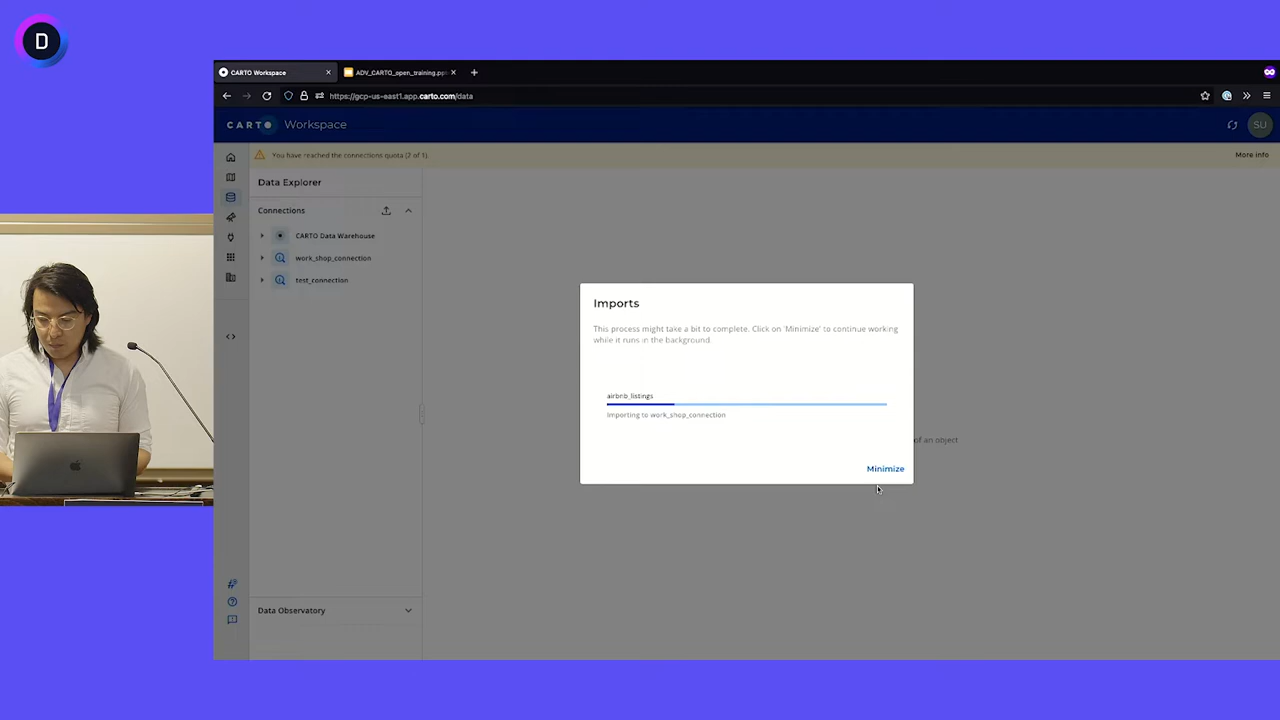 D
CARTO Workspace
ADV_CARTO_open_training.ppt
https://gcp-us-east1.app.carto.com/data
CARTO Workspace
SU
You have reached the connections quota (2 of 1).
More info
Data Explorer
Connections
CARTO Data Warehouse
work_shop_connection
test_connection
Imports
This process might take a bit to complete. Click on 'Minimize' to continue working
while it runs in the background
airbnb_listings
Importing to work_shop_connection
of an object
Minimize
Data Observatory